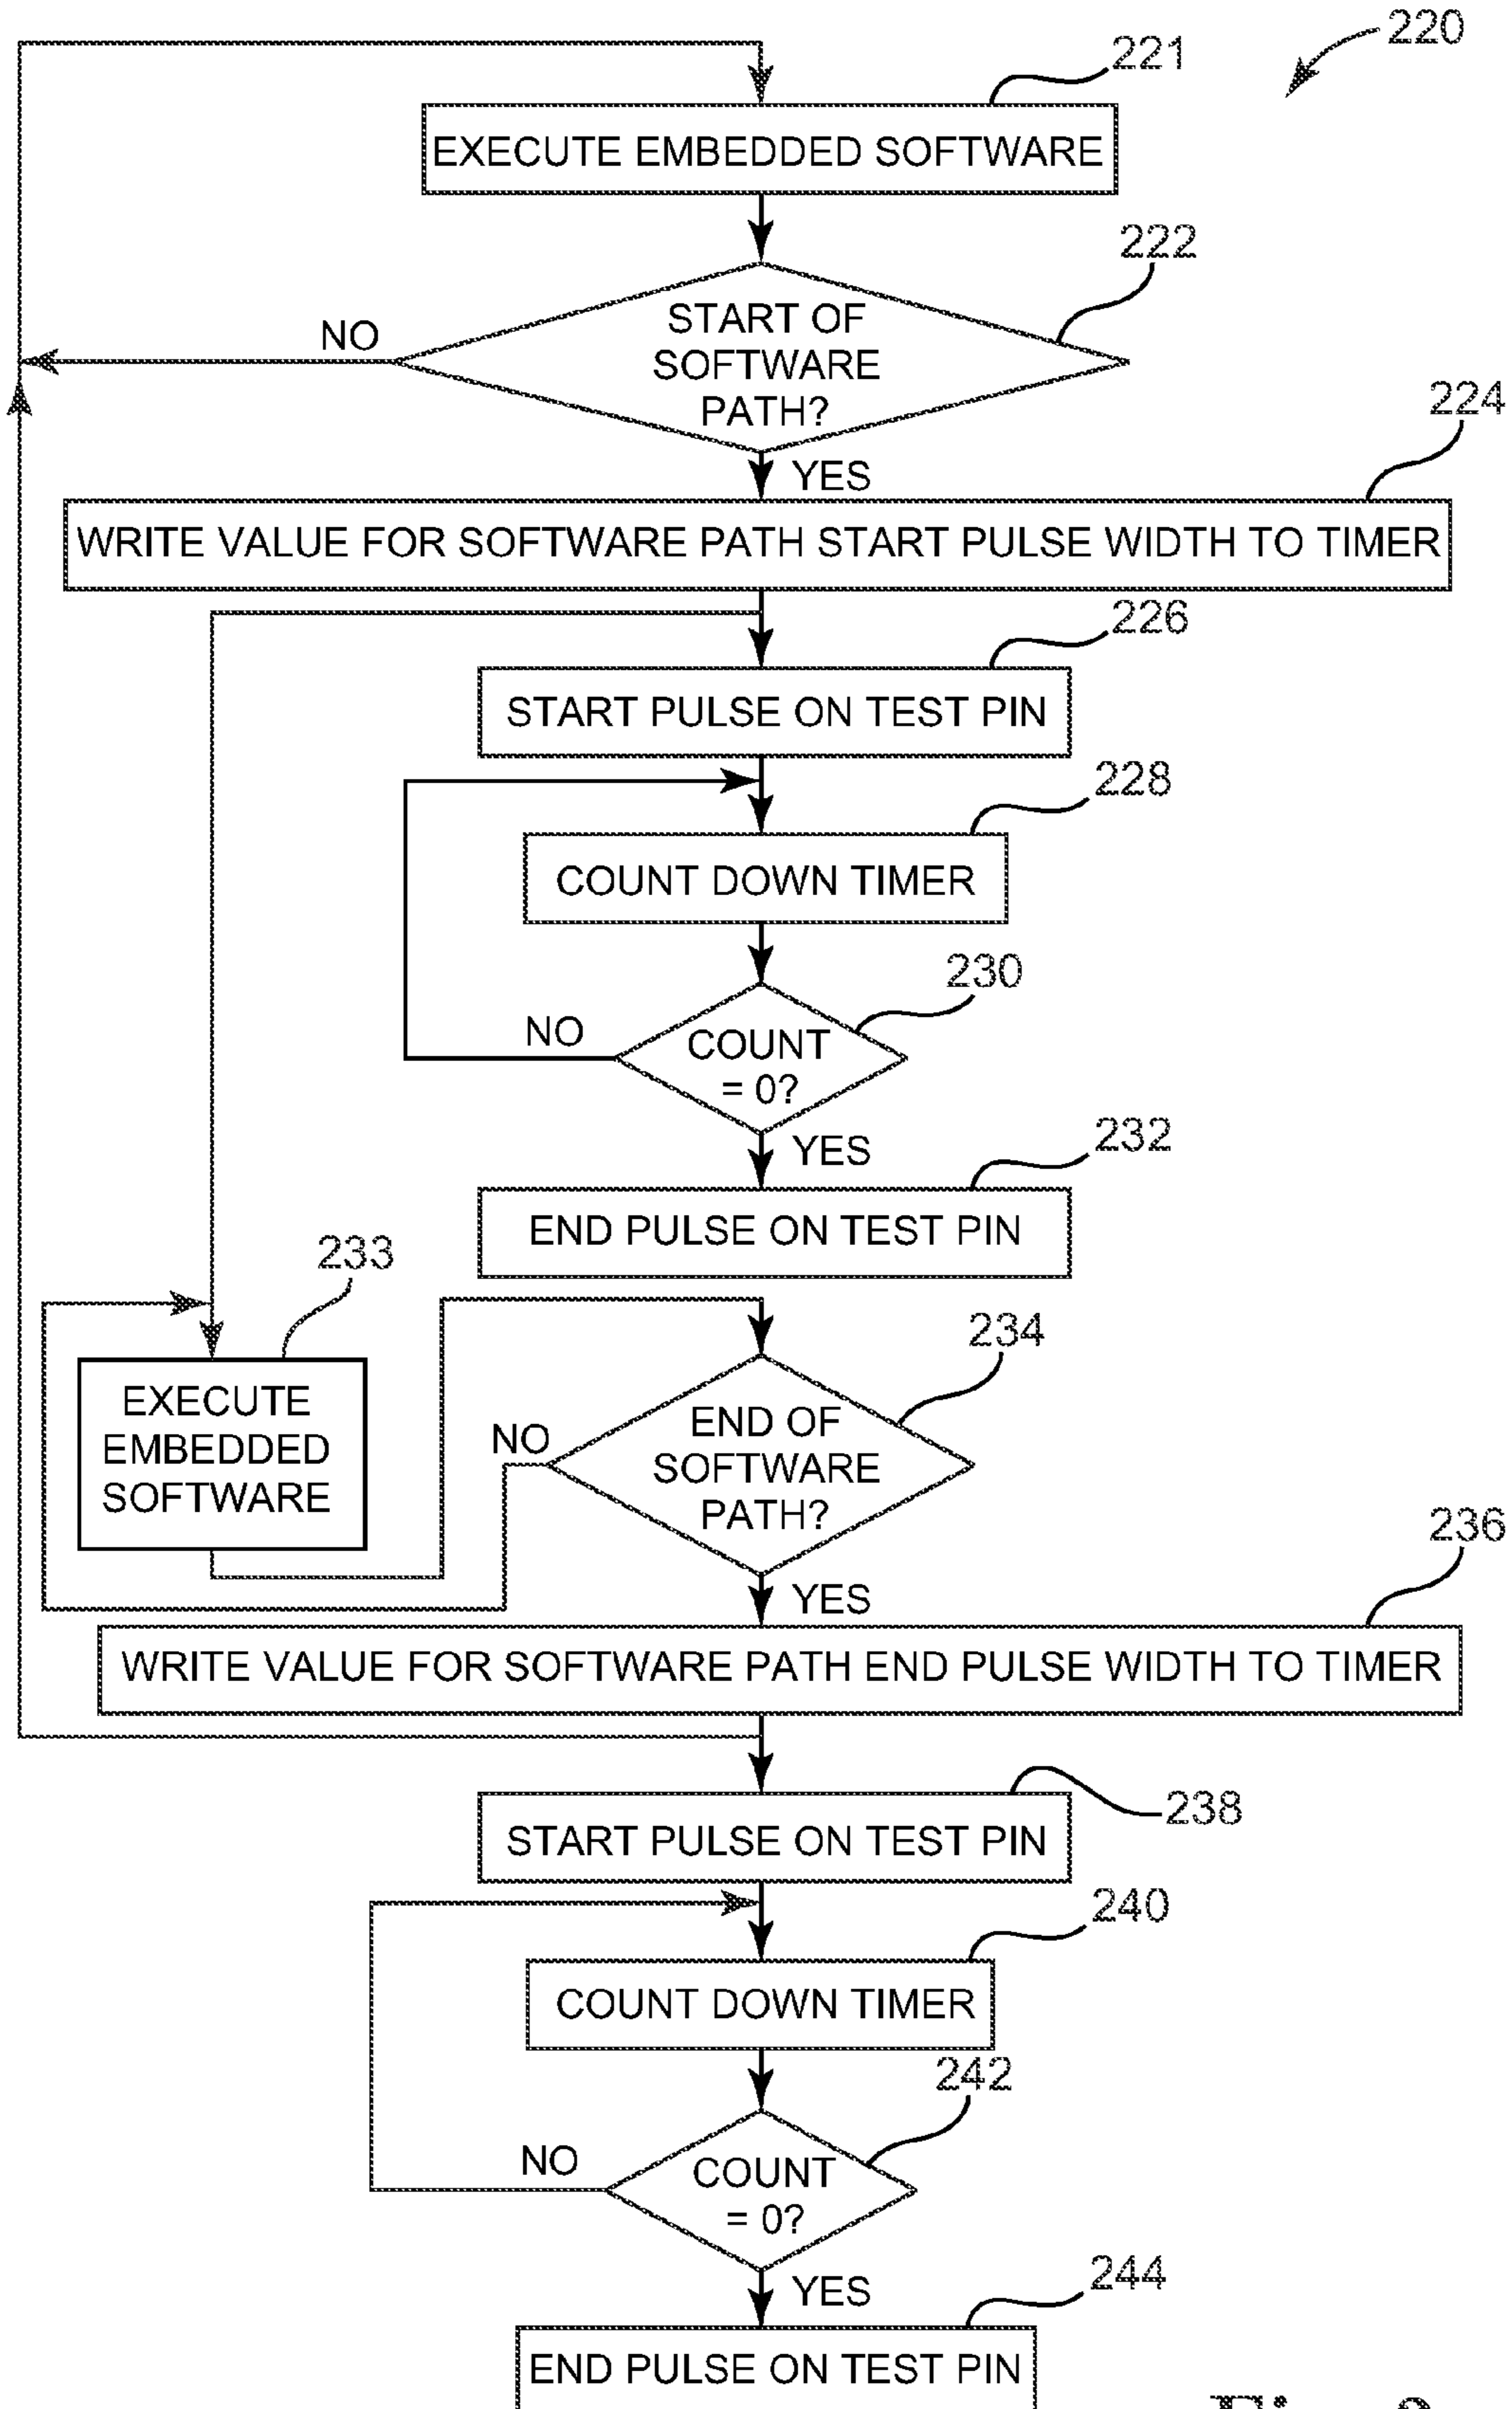 220
221
EXECUTE EMBEDDED SOFTWARE
222
START OF
SOFTWARE
PATH?
NO
YES
224
WRITE VALUE FOR SOFTWARE PATH START PULSE WIDTH TO TIMER
226
START PULSE ON TEST PIN
228
COUNT DOWN TIMER
230
COUNT
= 0?
NO
YES
232
END PULSE ON TEST PIN
233
EXECUTE
EMBEDDED
SOFTWARE
234
END OF
SOFTWARE
PATH?
NO
YES
236
WRITE VALUE FOR SOFTWARE PATH END PULSE WIDTH TO TIMER
238
START PULSE ON TEST PIN
240
COUNT DOWN TIMER
242
COUNT
= 0?
NO
YES
244
END PULSE ON TEST PIN